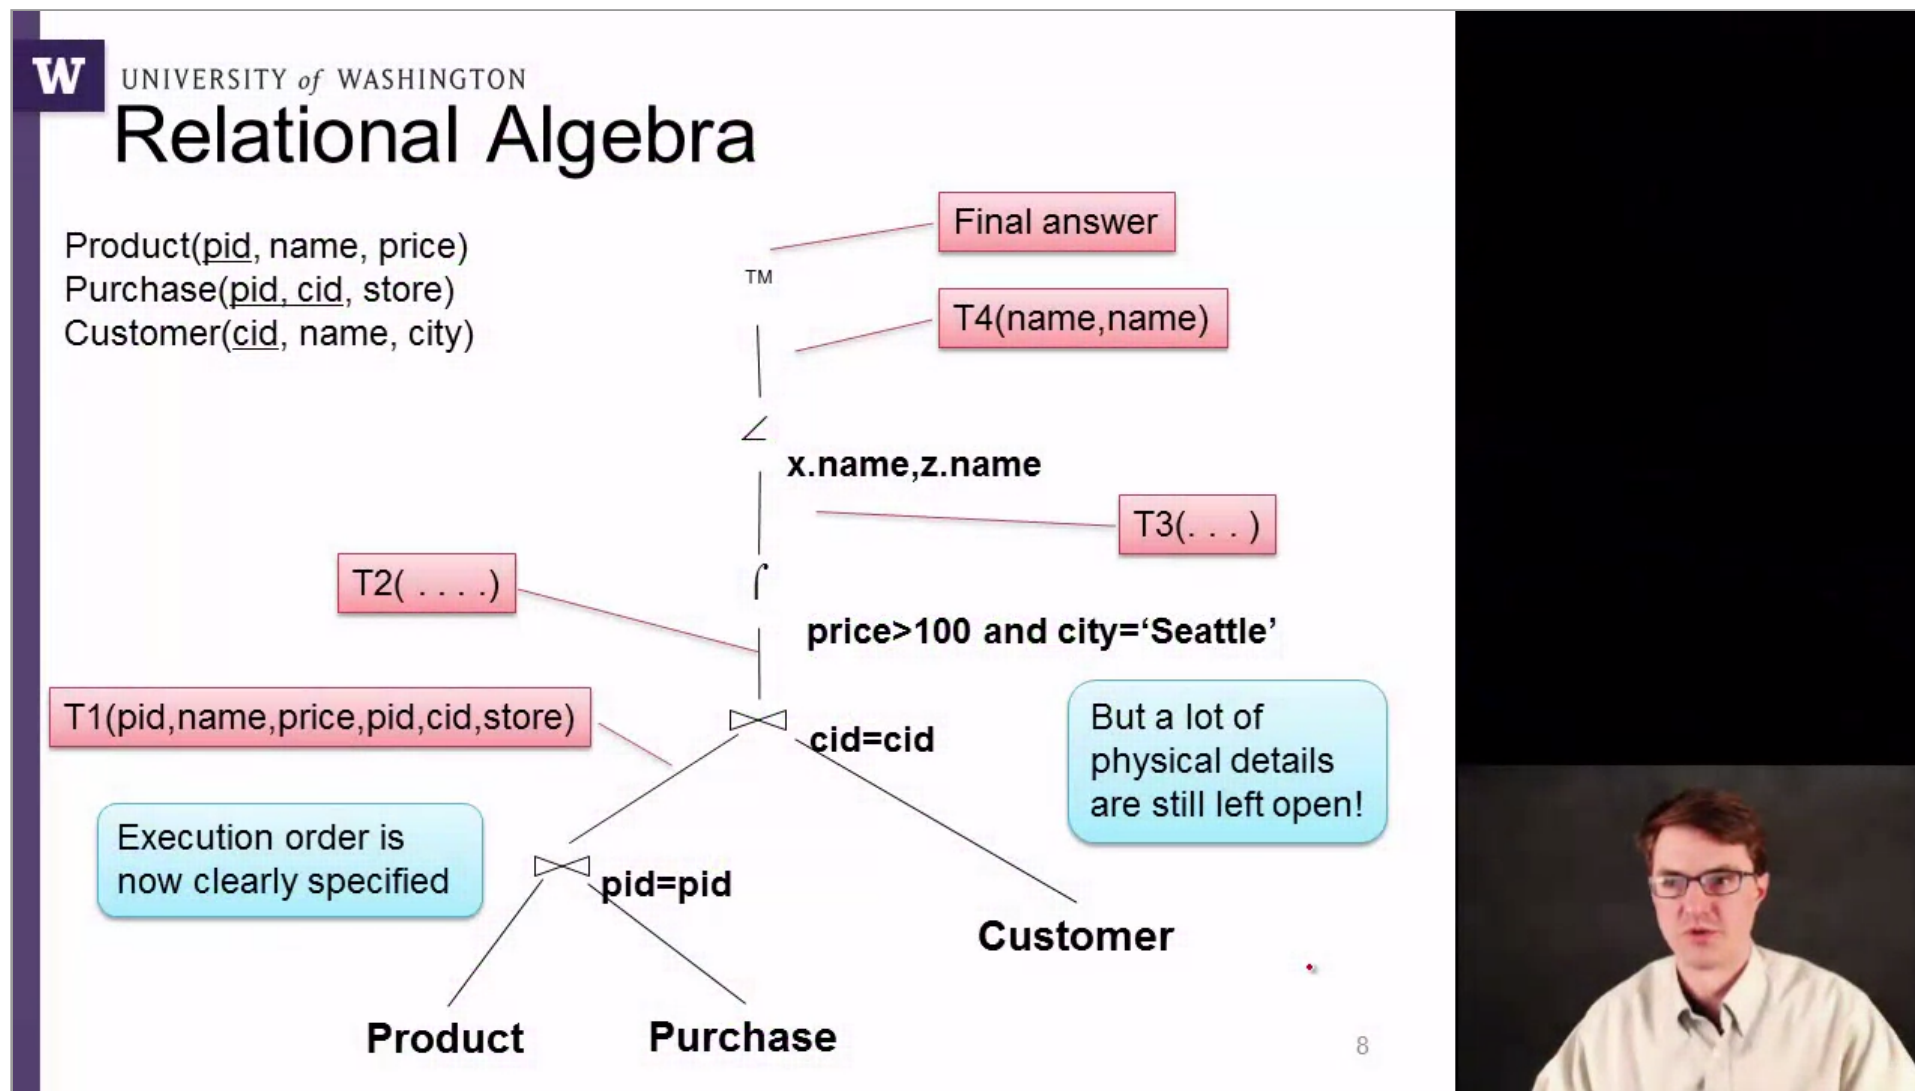 W
UNIVERSITY of WASHINGTON
Relational Algebra
Product(pid, name, price)
Purchase(pid, cid, store)
Customer(cid, name, city)
Final answer
TM
T4(name,name)
∠
x.name,z.name
T3(. . . )
T2( . . . .)
⌠
price>100 and city=‘Seattle’
T1(pid,name,price,pid,cid,store)
cid=cid
But a lot of
physical details
are still left open!
Execution order is
now clearly specified
pid=pid
Customer
Product
Purchase
8